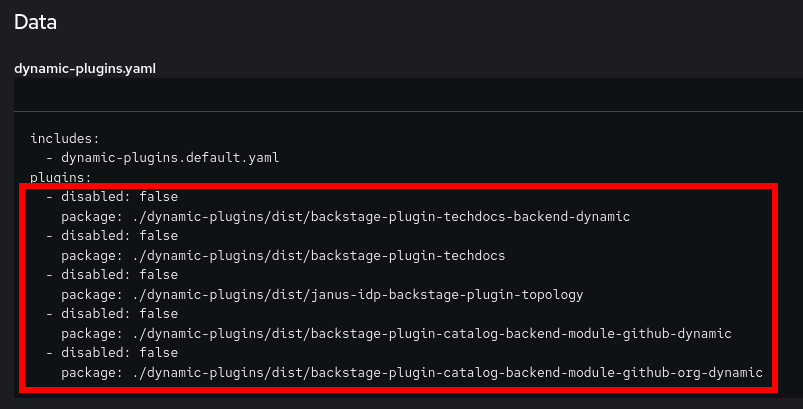 Data
dynamic-plugins.yaml
includes:
  - dynamic-plugins.default.yaml
plugins:
  - disabled: false
    package: ./dynamic-plugins/dist/backstage-plugin-techdocs-backend-dynamic
  - disabled: false
    package: ./dynamic-plugins/dist/backstage-plugin-techdocs
  - disabled: false
    package: ./dynamic-plugins/dist/janus-idp-backstage-plugin-topology
  - disabled: false
    package: ./dynamic-plugins/dist/backstage-plugin-catalog-backend-module-github-dynamic
  - disabled: false
    package: ./dynamic-plugins/dist/backstage-plugin-catalog-backend-module-github-org-dynamic